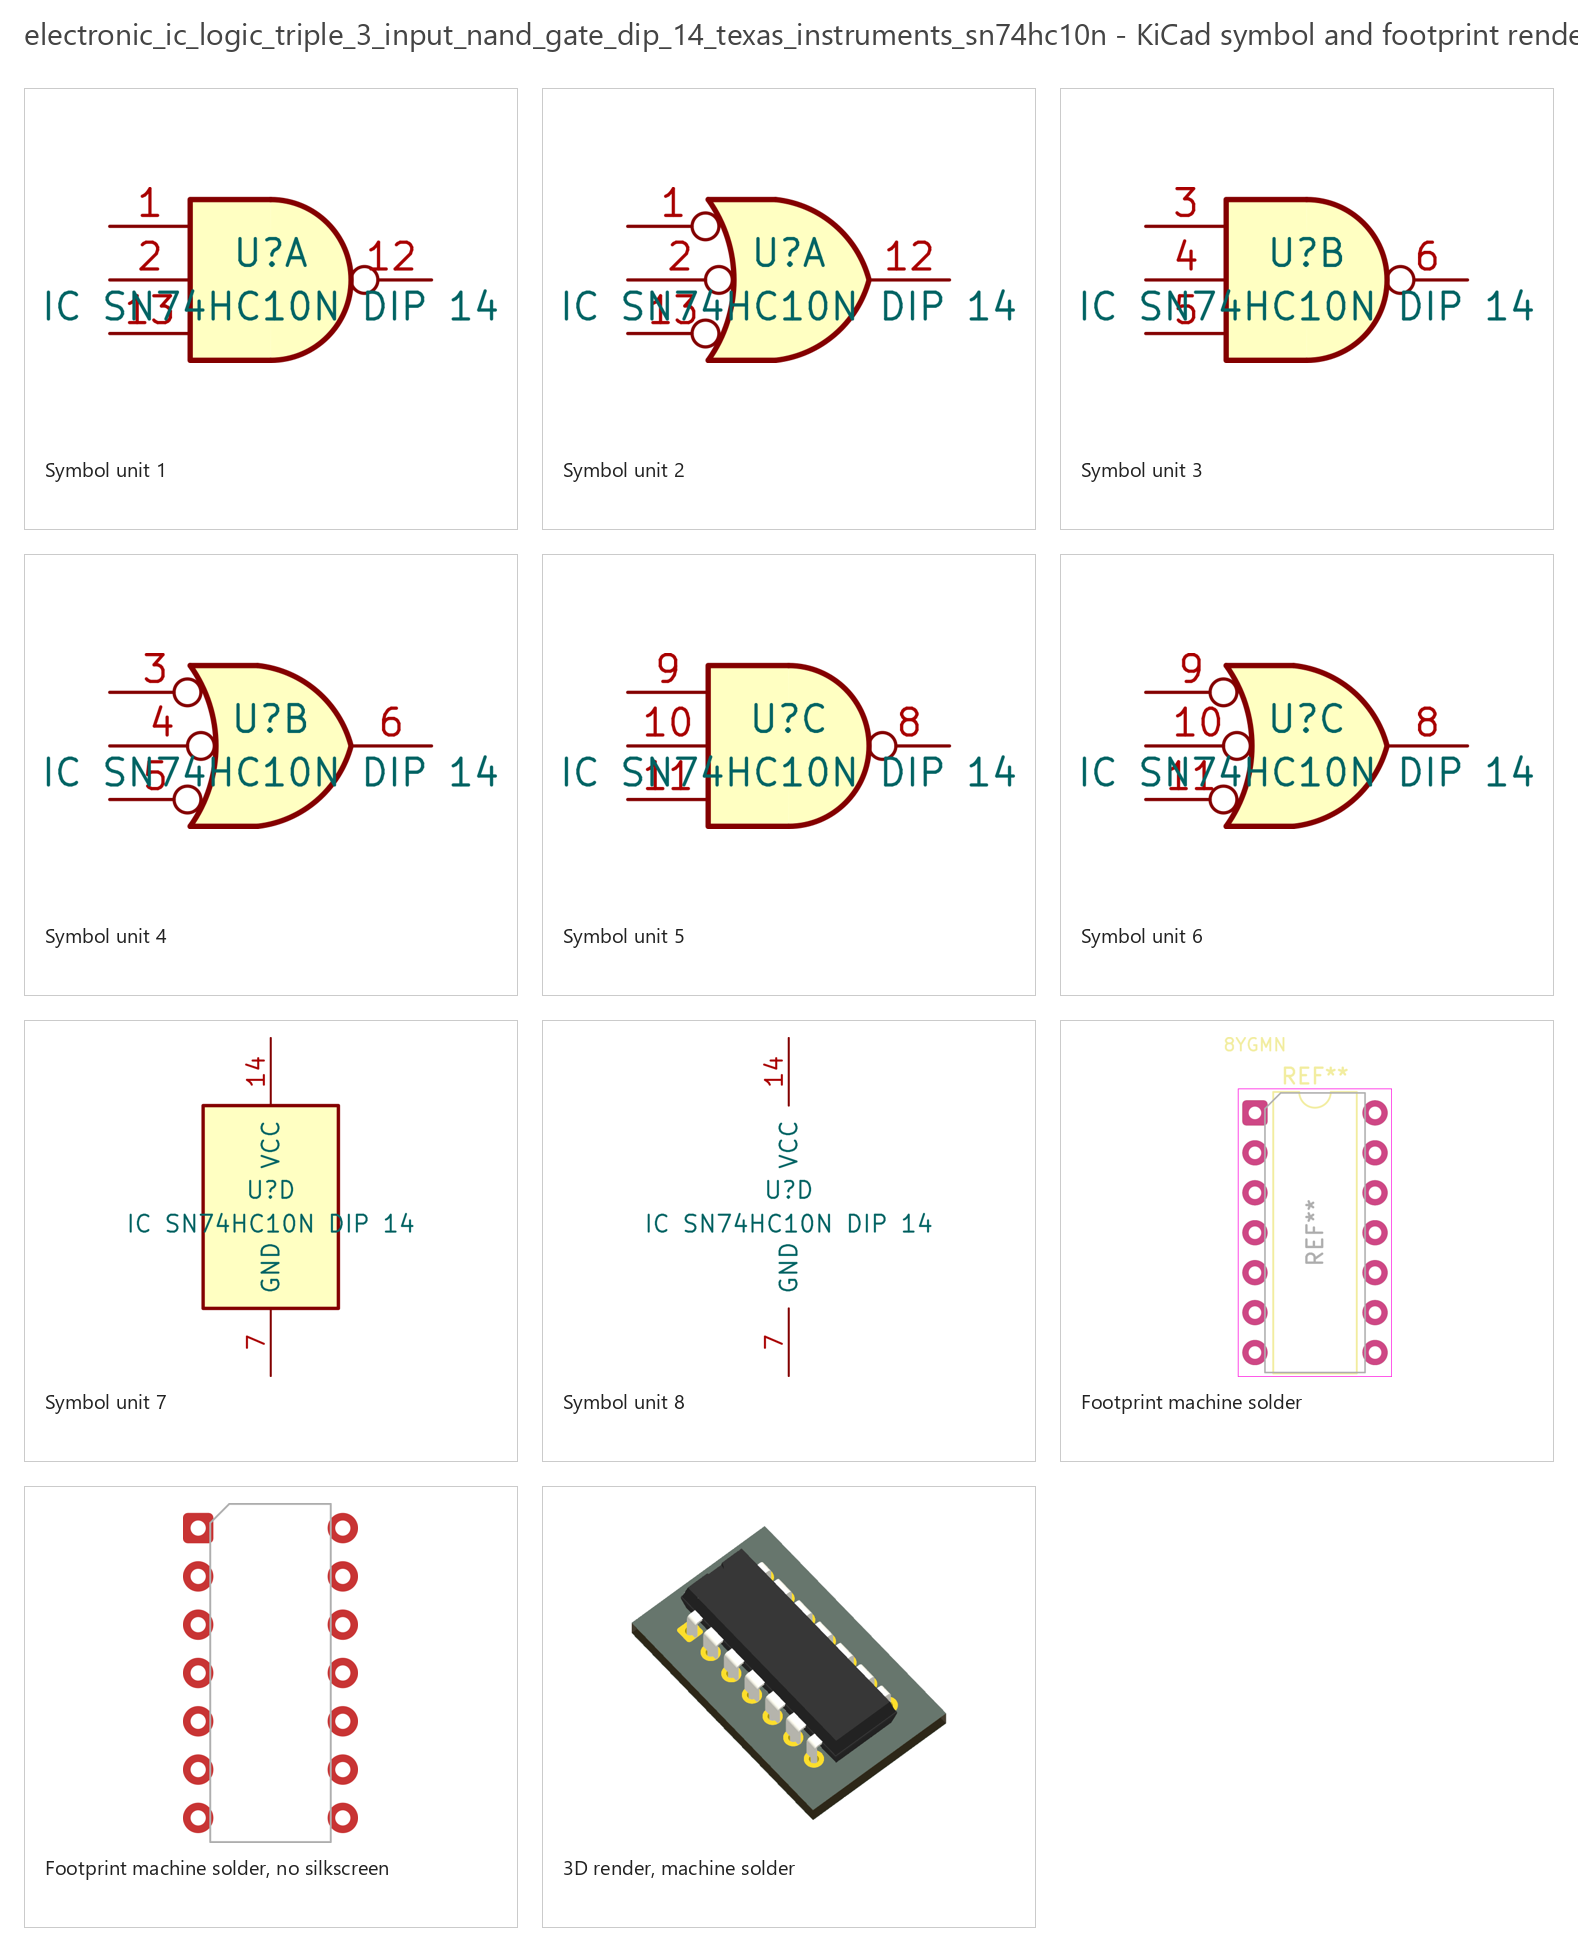 electronic_ic_logic_triple_3_input_nand_gate_dip_14_texas_instruments_sn74hc10n - KiCad symbol and footprint rende
1
2
13
U?A
12
IC SN74HC10N DIP 14
Symbol unit 1
1
2
13
U?A
12
IC SN74HC10N DIP 14
Symbol unit 2
3
4
5
U?B
6
IC SN74HC10N DIP 14
Symbol unit 3
3
4
5
U?B
6
IC SN74HC10N DIP 14
Symbol unit 4
9
10
11
U?C
8
IC SN74HC10N DIP 14
Symbol unit 5
9
10
11
U?C
8
IC SN74HC10N DIP 14
Symbol unit 6
14
VCC
U?D
IC SN74HC10N DIP 14
GND
7
Symbol unit 7
14
VCC
U?D
IC SN74HC10N DIP 14
GND
7
Symbol unit 8
8YGMN
REF**
REF**
Footprint machine solder
Footprint machine solder, no silkscreen
3D render, machine solder